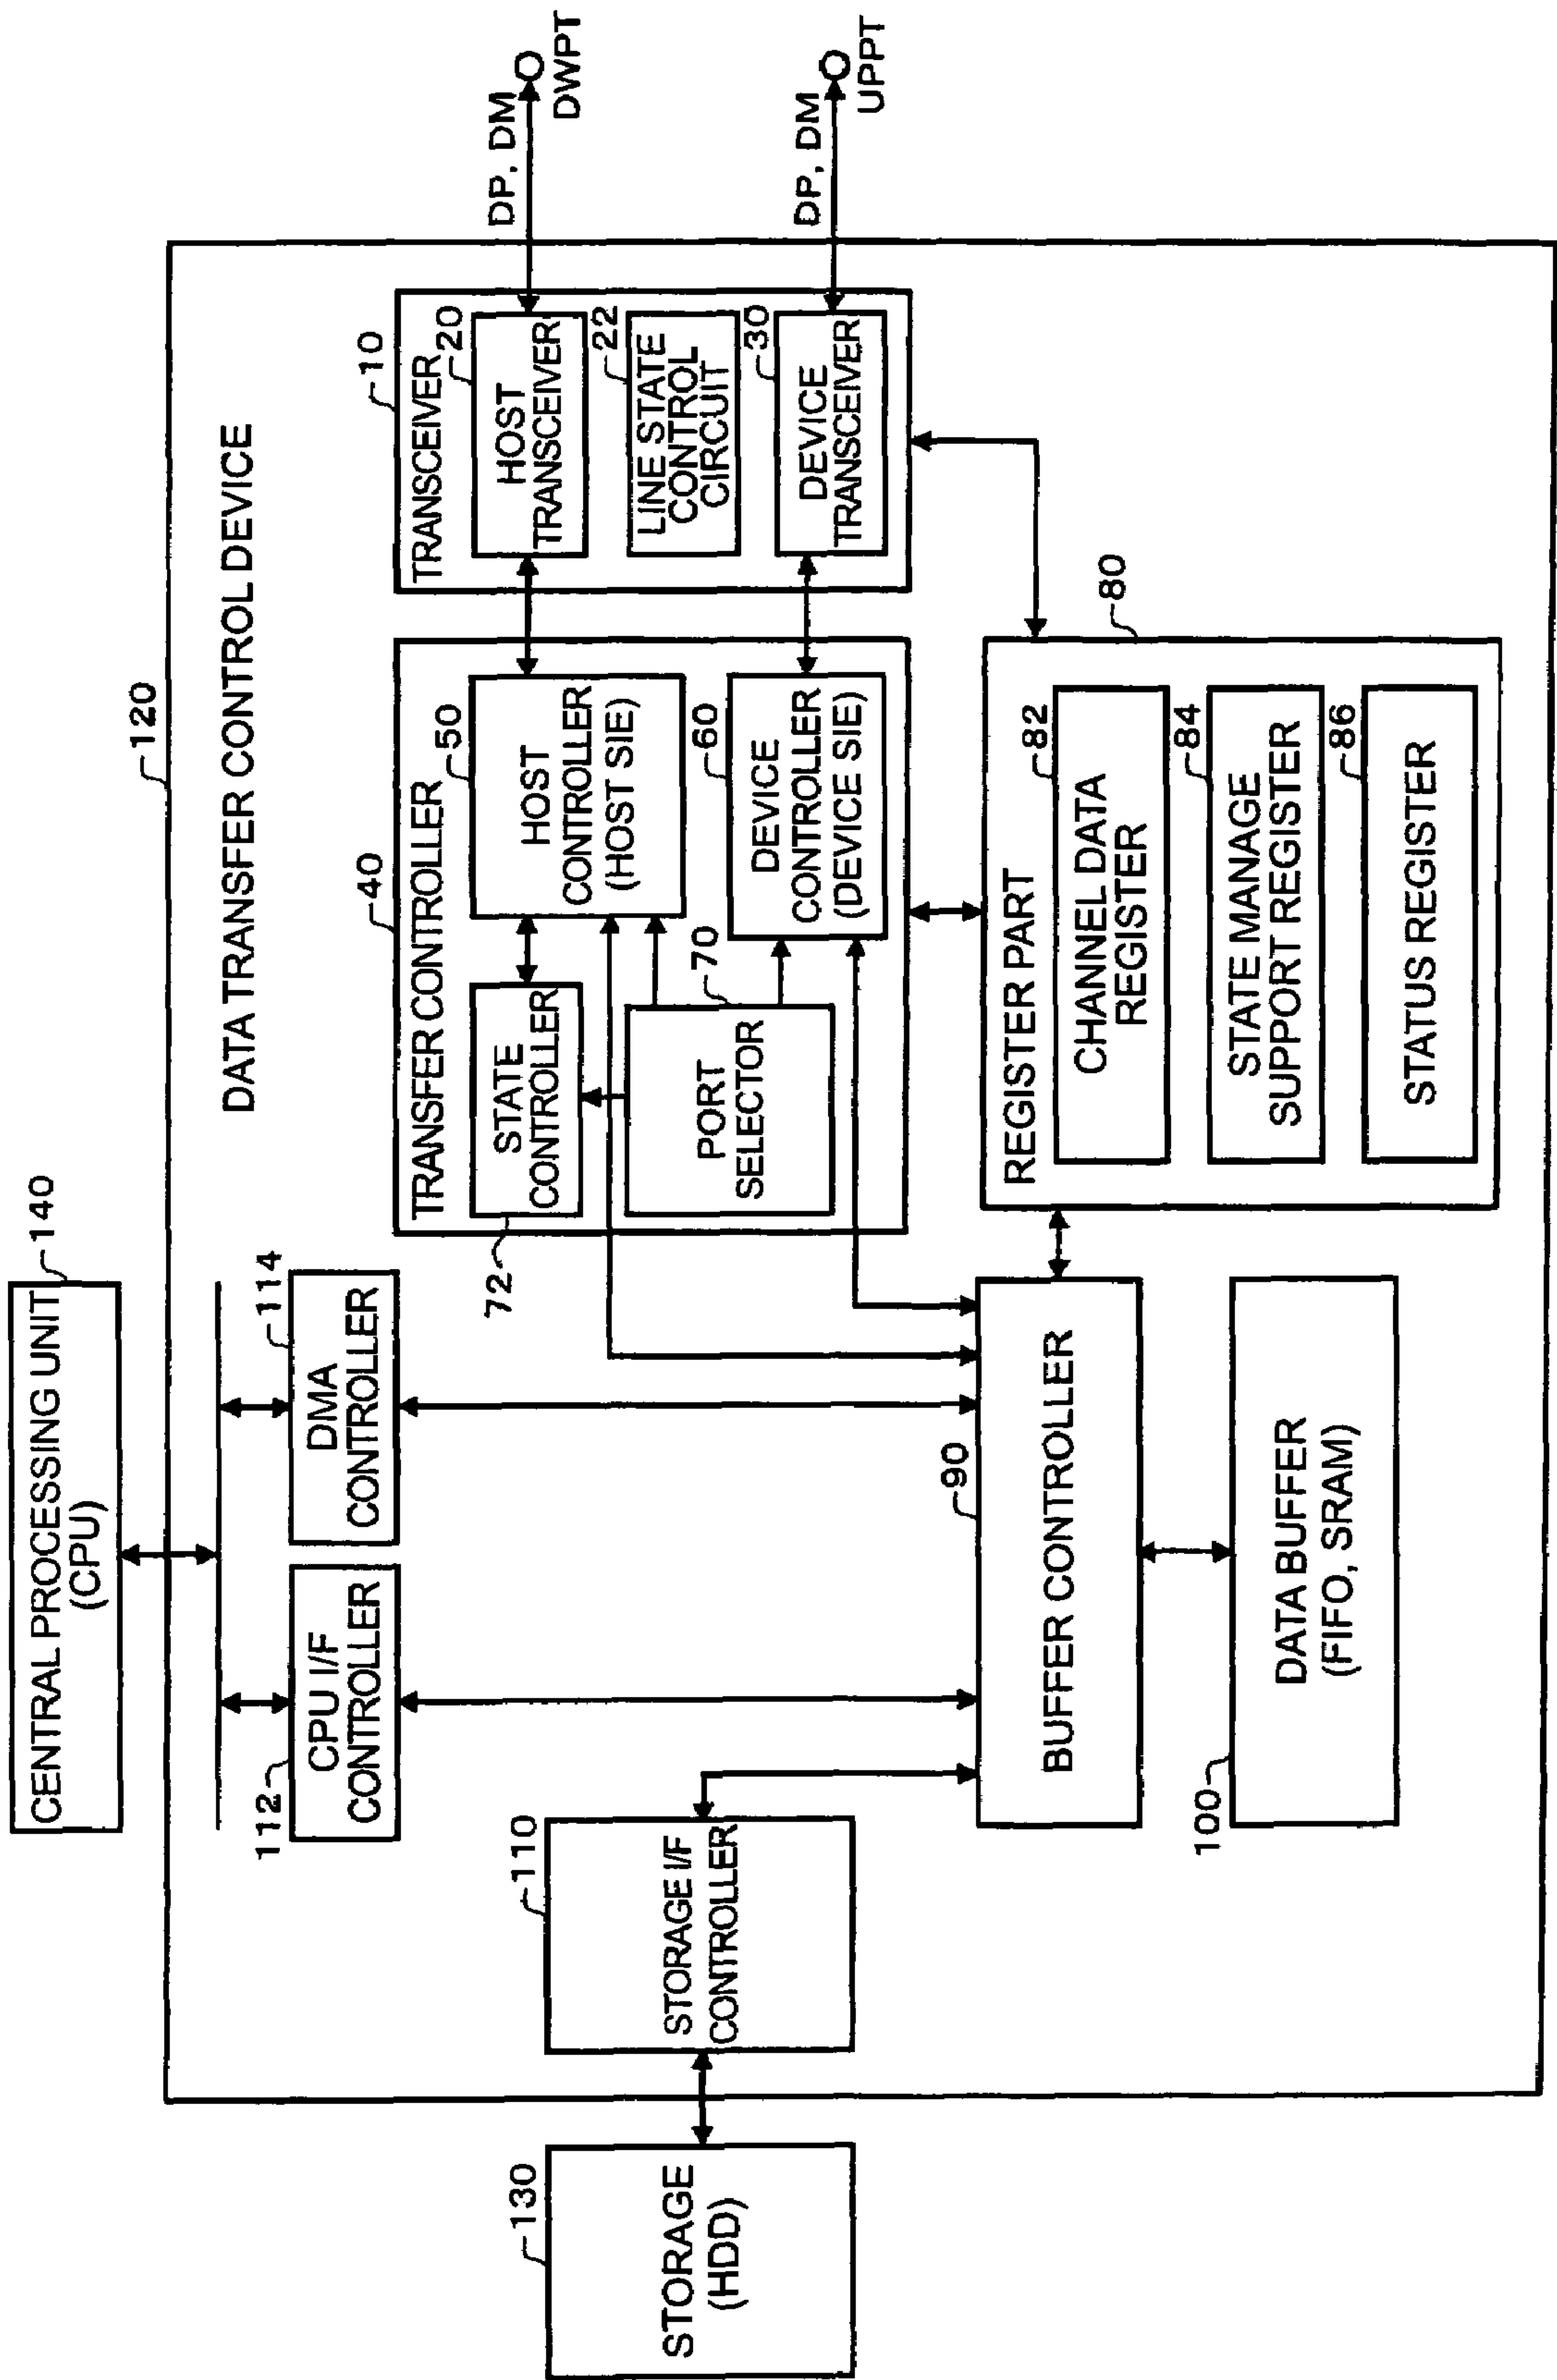 CENTRAL PROCESSING UNIT
(CPU)
140
120
DATA TRANSFER CONTROL DEVICE
112
CPU I/F
CONTROLLER
114
DMA
CONTROLLER
130
STORAGE
(HDD)
110
STORAGE I/F
CONTROLLER
40
TRANSFER CONTROLLER
72
STATE
CONTROLLER
50
HOST
CONTROLLER
(HOST SIE)
70
PORT
SELECTOR
60
DEVICE
CONTROLLER
(DEVICE SIE)
10
TRANSCEIVER
20
HOST
TRANSCEIVER
22
LINE STATE
CONTROL
CIRCUIT
30
DEVICE
TRANSCEIVER
DP, DM
DWPT
DP, DM
UPPT
90
BUFFER CONTROLLER
100
DATA BUFFER
(FIFO, SRAM)
80
REGISTER PART
82
CHANNEL DATA
REGISTER
84
STATE MANAGE
SUPPORT REGISTER
86
STATUS REGISTER